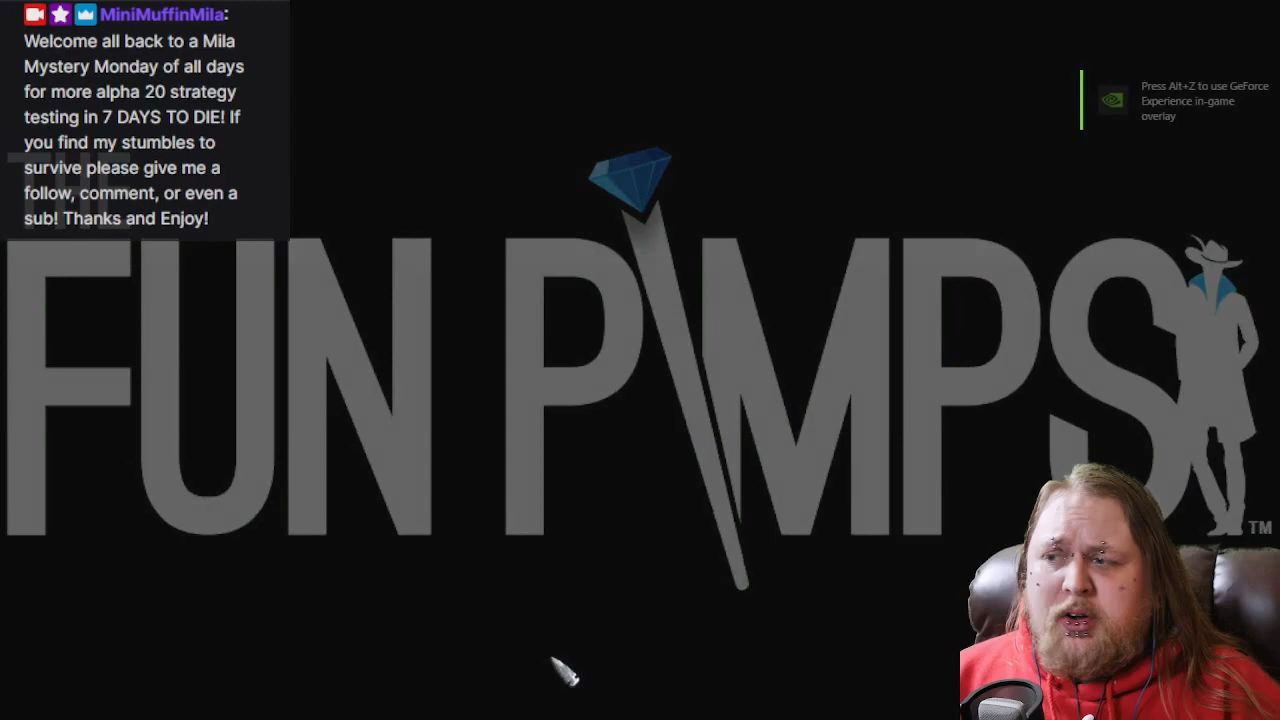 MiniMuffinMila:
Welcome all back to a Mila
Mystery Monday of all days
for more alpha 20 strategy
testing in 7 DAYS TO DIE! If
you find my stumbles to
survive please give me a
follow, comment, or even a
sub! Thanks and Enjoy!
Press Alt+Z to use GeForce
Experience in-game
overlay
THE
FUN PIMPS
TM